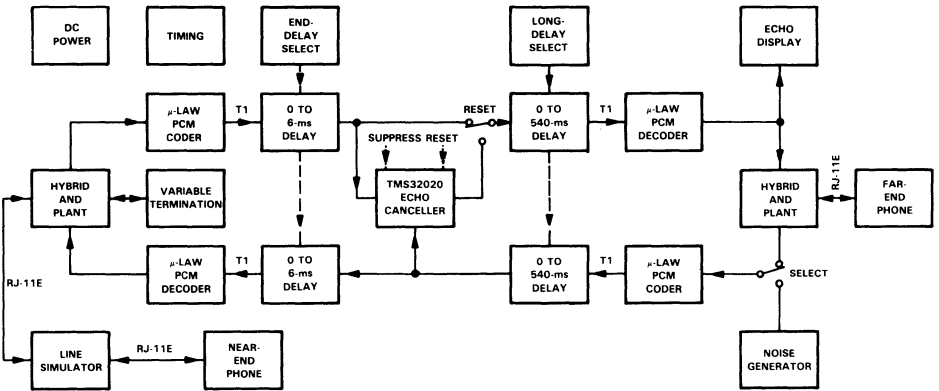 DC
POWER
TIMING
END-
DELAY
SELECT
LONG-
DELAY
SELECT
ECHO
DISPLAY
μ-LAW
PCM
CODER
T1
0 TO
6-ms
DELAY
RESET
0 TO
540-ms
DELAY
T1
μ-LAW
PCM
DECODER
SUPPRESS RESET
HYBRID
AND
PLANT
VARIABLE
TERMINATION
TMS32020
ECHO
CANCELLER
HYBRID
AND
PLANT
RJ-11E
FAR-
END
PHONE
μ-LAW
PCM
DECODER
T1
0 TO
6-ms
DELAY
0 TO
540-ms
DELAY
T1
μ-LAW
PCM
CODER
SELECT
RJ-11E
LINE
SIMULATOR
RJ-11E
NEAR-
END
PHONE
NOISE
GENERATOR